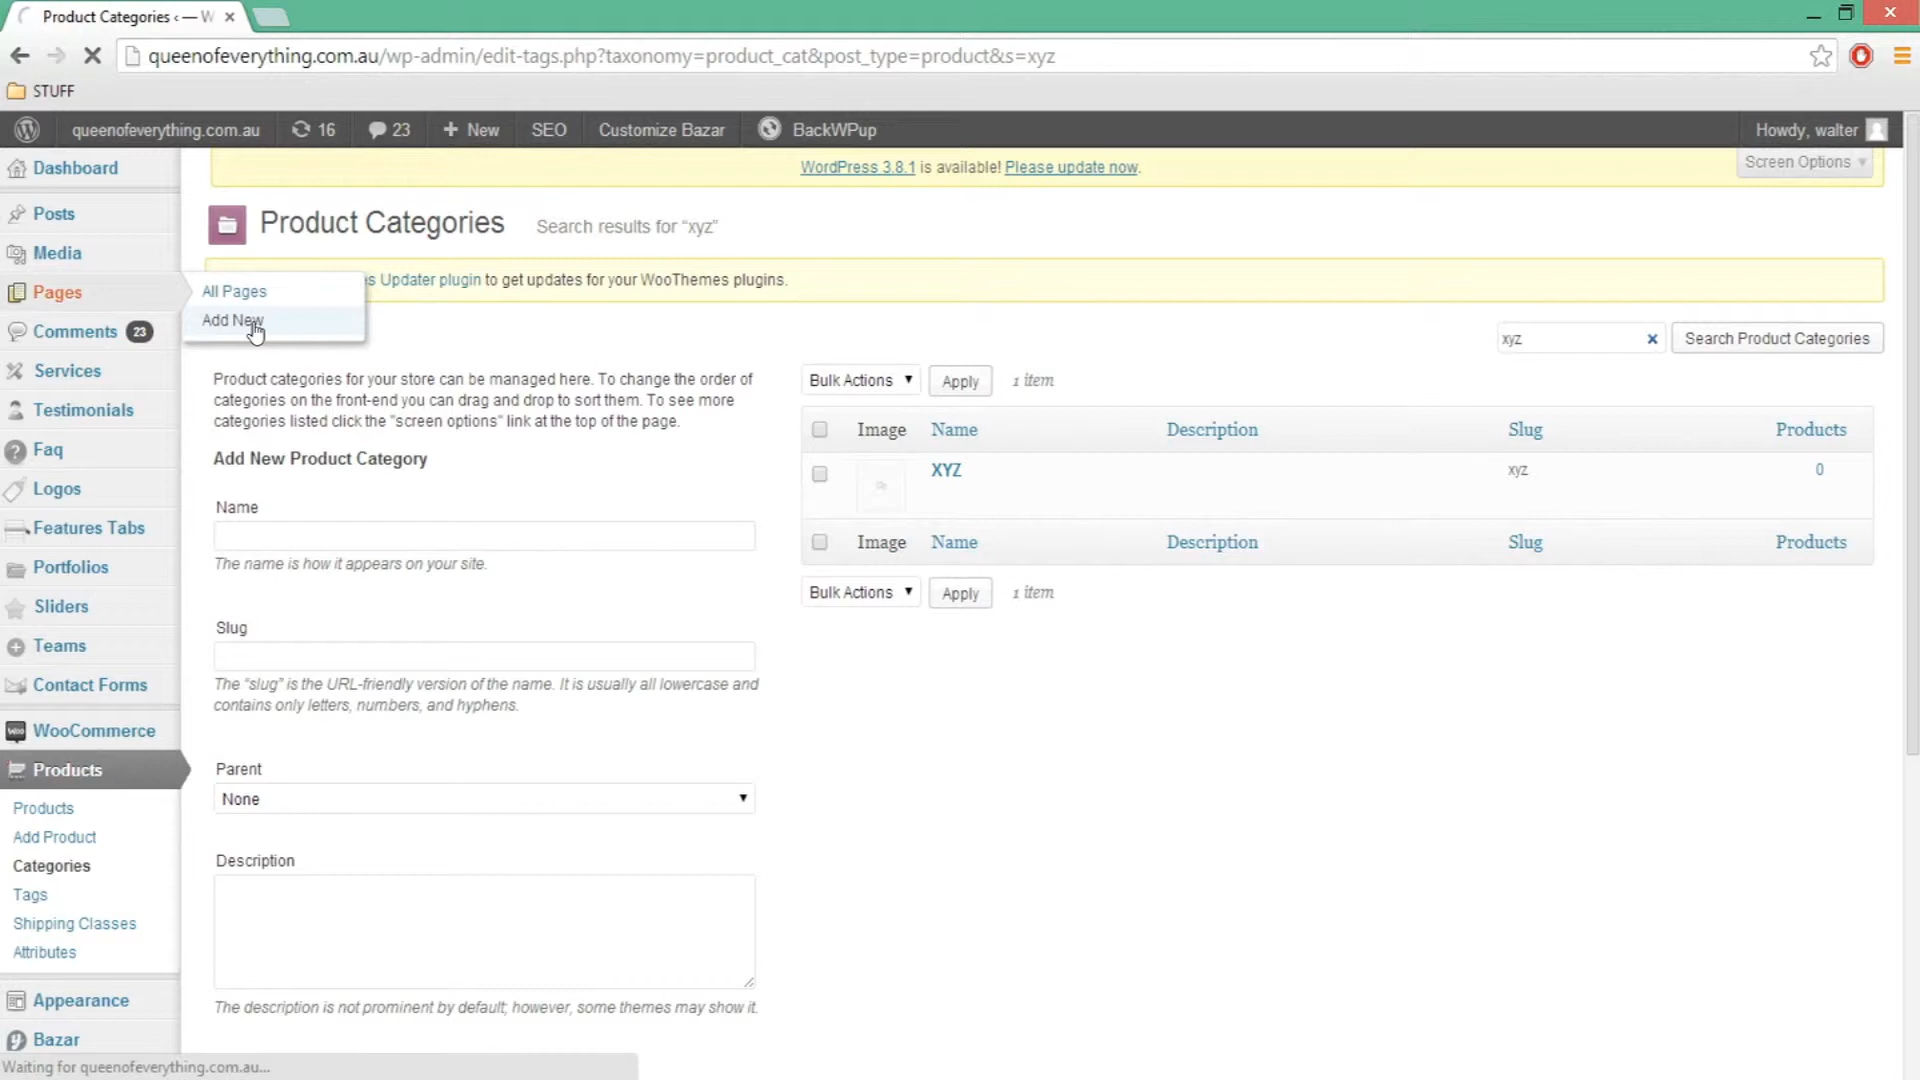 Product Categories ‹ — W
queenofeverything.com.au/wp-admin/edit-tags.php?taxonomy=product_cat&post_type=product&s=xyz
STUFF
queenofeverything.com.au 16 23 + New SEO Customize Bazar BackWPup Howdy, walter
WordPress 3.8.1 is available! Please update now.
Screen Options
Dashboard
Posts
Media
Pages
Comments 23
Services
Testimonials
Faq
Logos
Features Tabs
Portfolios
Sliders
Teams
Contact Forms
WooCommerce
Products
Products
Add Product
Categories
Tags
Shipping Classes
Attributes
Appearance
Bazar
All Pages
Add New
Product Categories Search results for “xyz”
s Updater plugin to get updates for your WooThemes plugins.
xyz Search Product Categories
Product categories for your store can be managed here. To change the order of
categories on the front-end you can drag and drop to sort them. To see more
categories listed click the "screen options" link at the top of the page.
Add New Product Category
Name
The name is how it appears on your site.
Slug
The “slug” is the URL-friendly version of the name. It is usually all lowercase and
contains only letters, numbers, and hyphens.
Parent
None
Description
The description is not prominent by default; however, some themes may show it.
Bulk Actions Apply 1 item
Image Name Description Slug Products
XYZ xyz 0
Image Name Description Slug Products
Bulk Actions Apply 1 item
Waiting for queenofeverything.com.au...